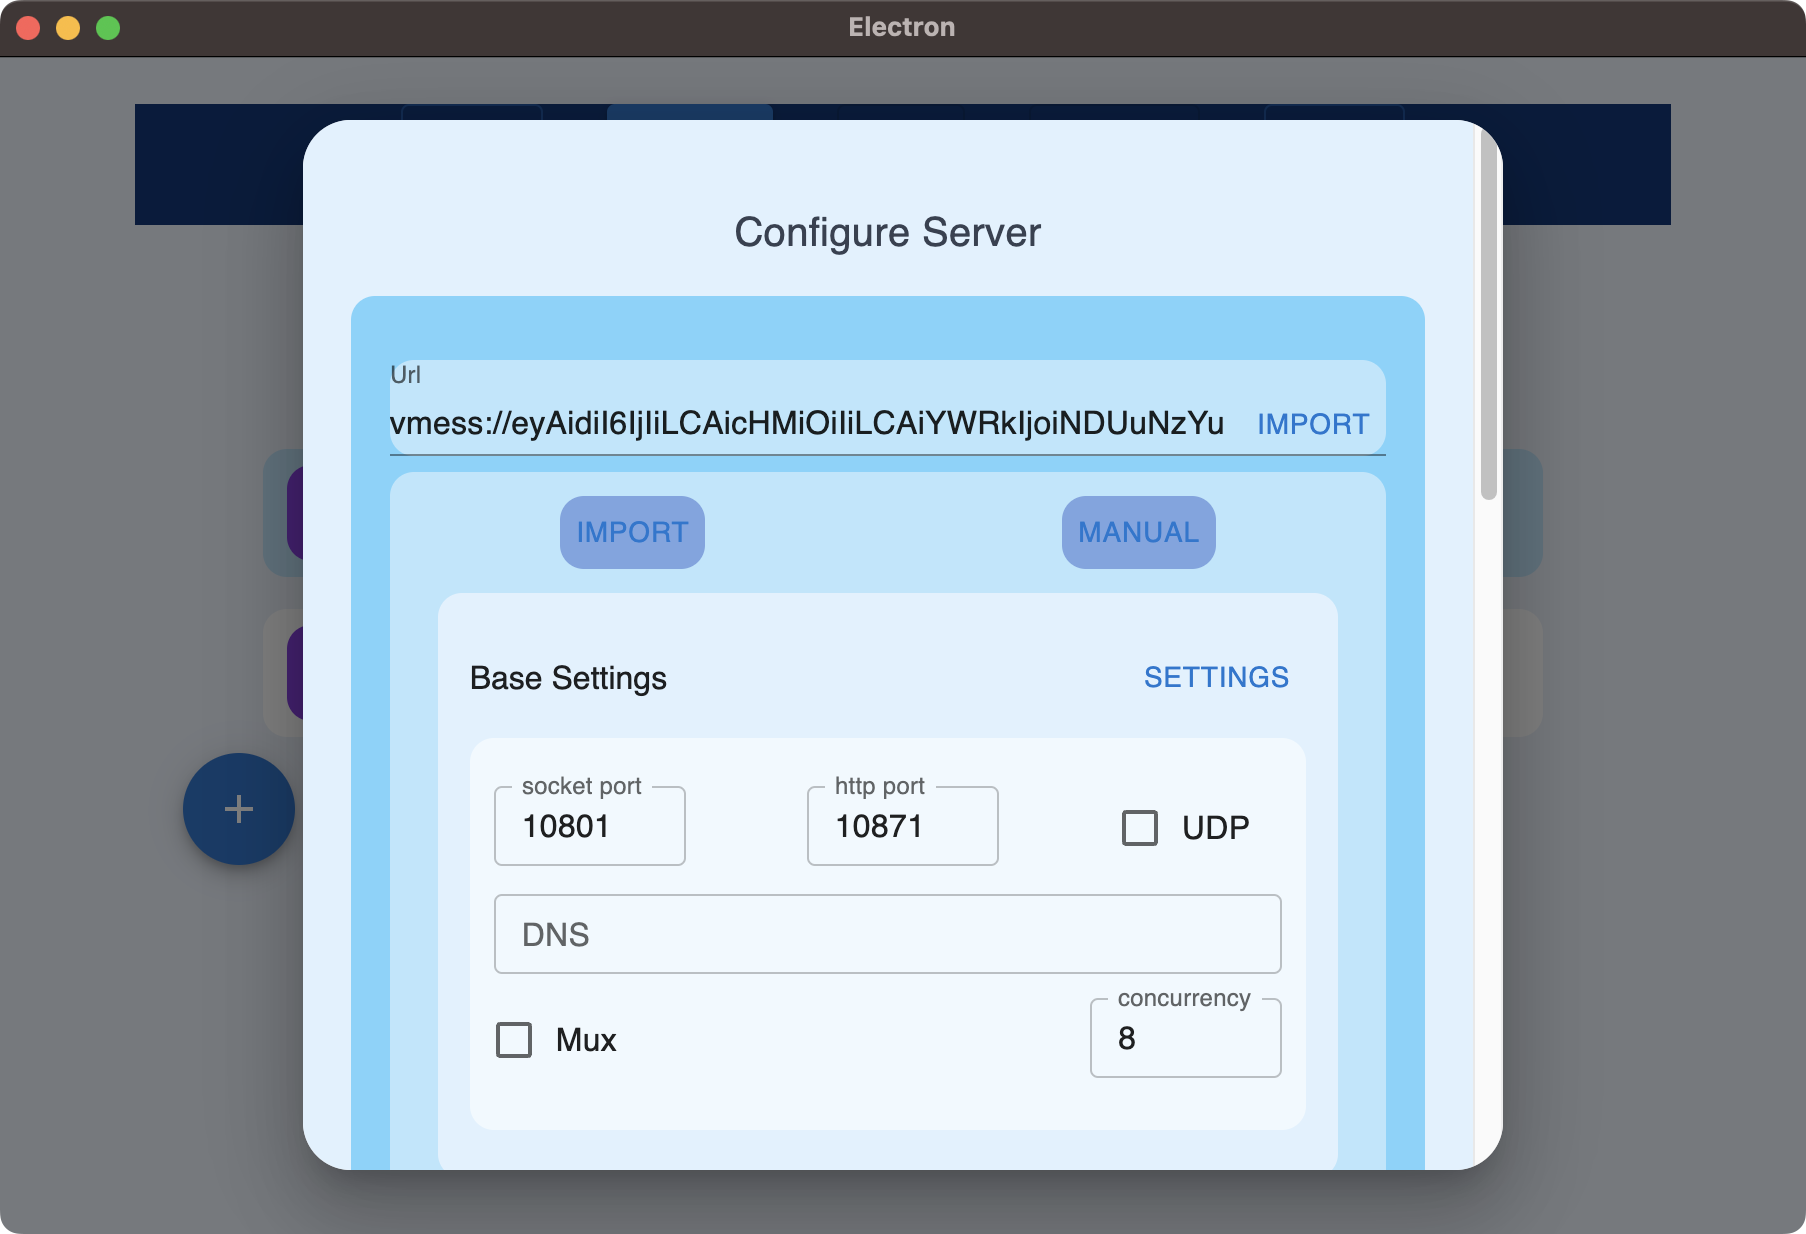 Electron
Configure Server
Url
vmess://eyAidiI6IjIiLCAicHMiOiIiLCAiYWRkIjoiNDUuNzYu IMPORT
IMPORT MANUAL
Base Settings SETTINGS
socket port http port
10801 10871 UDP
DNS
concurrency
Mux 8